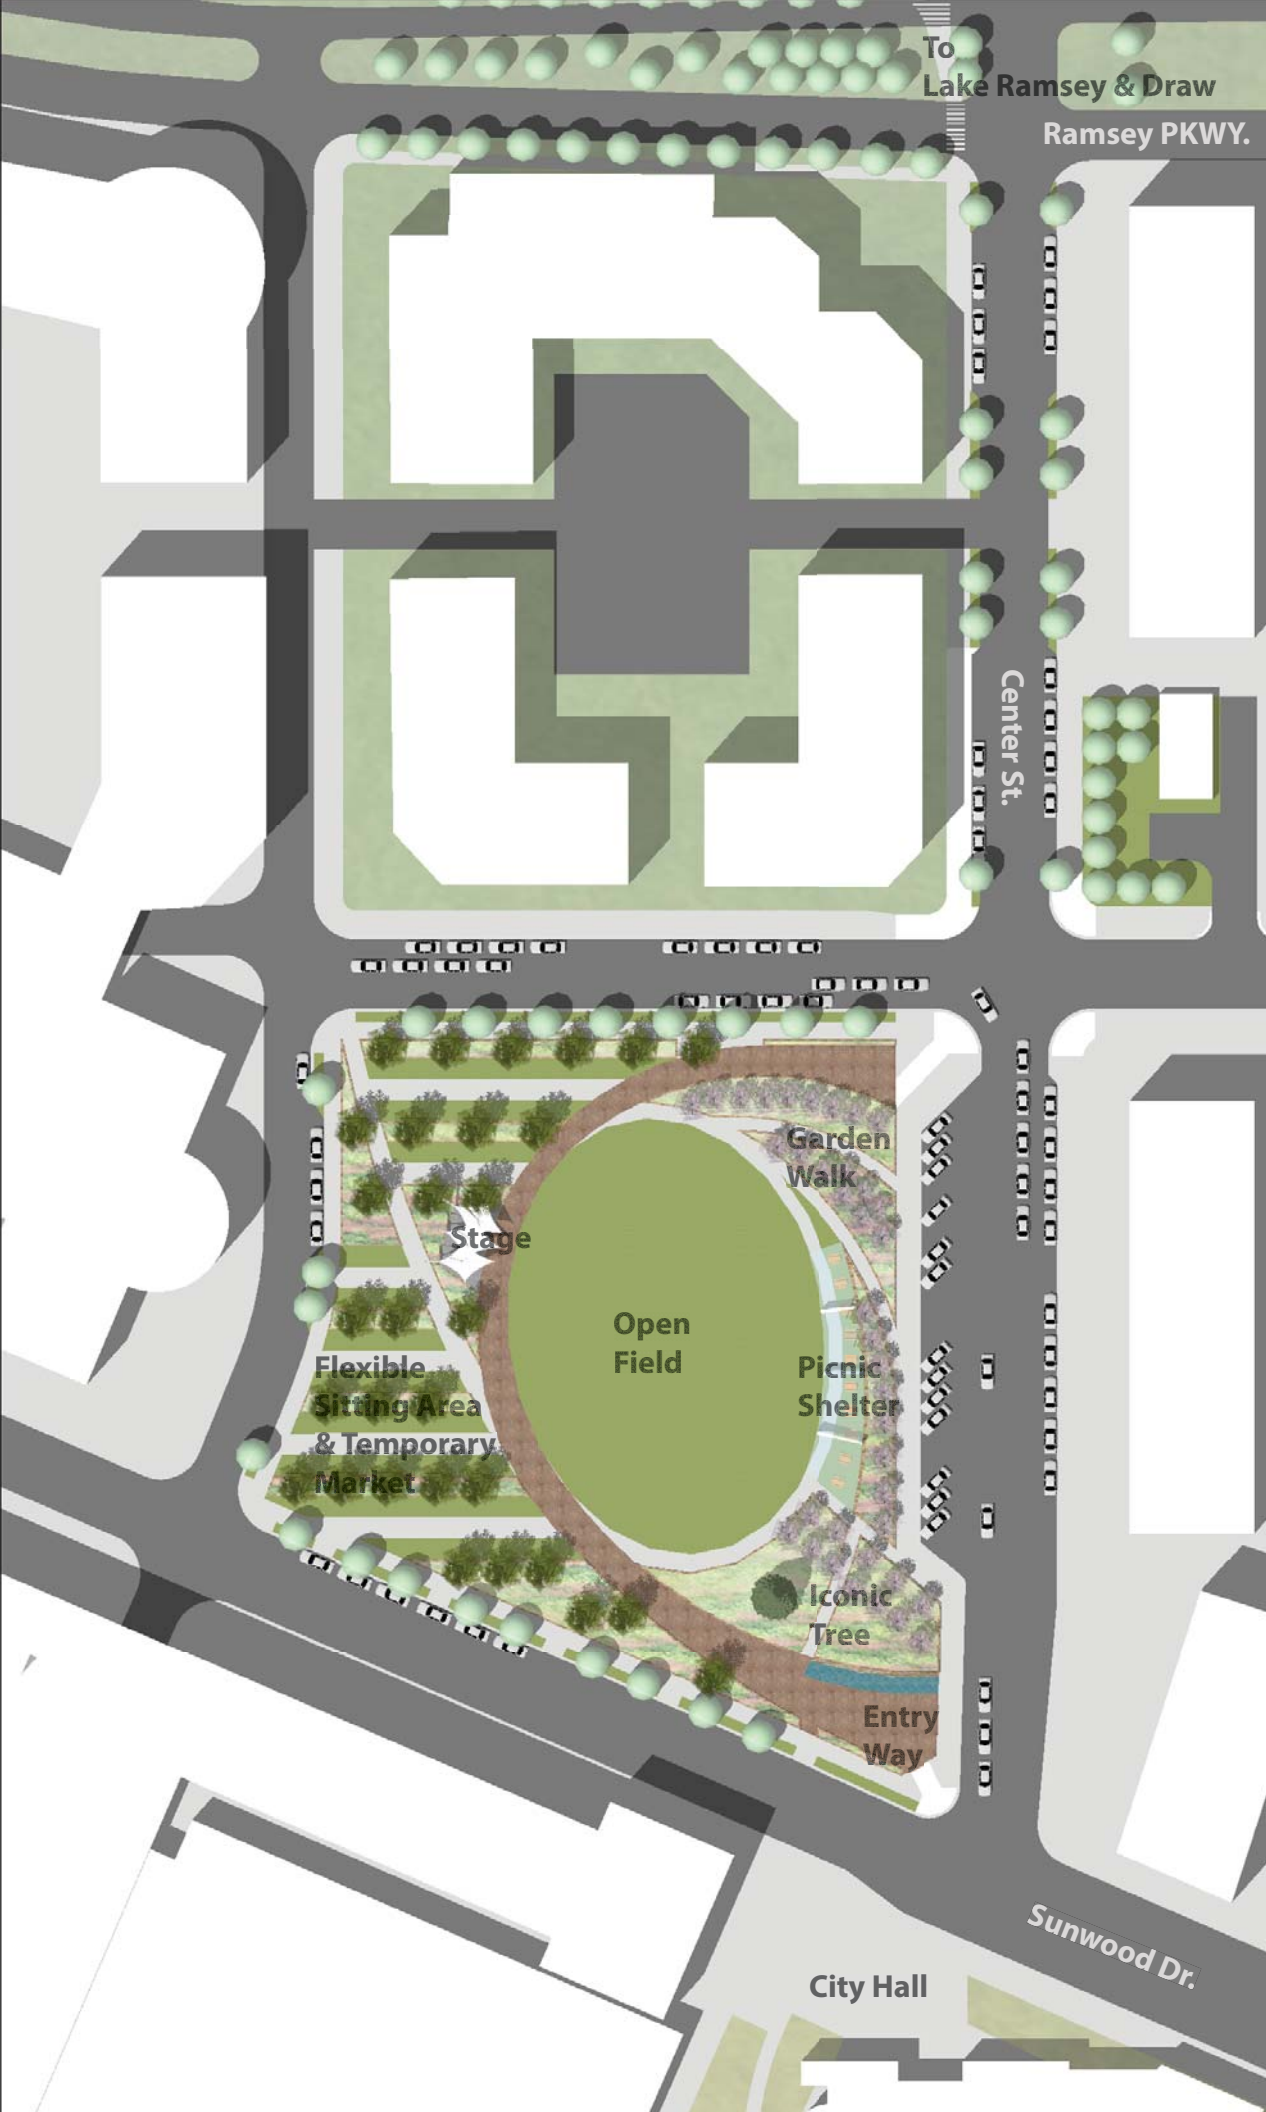 To
Lake Ramsey & Draw
Ramsey PKWY.
Center St.
Garden
Walk
Stage
Open
Field
Flexible
Sitting Area
& Temporary
Market
Picnic
Shelter
Iconic
Tree
Entry
Way
Sunwood Dr.
City Hall